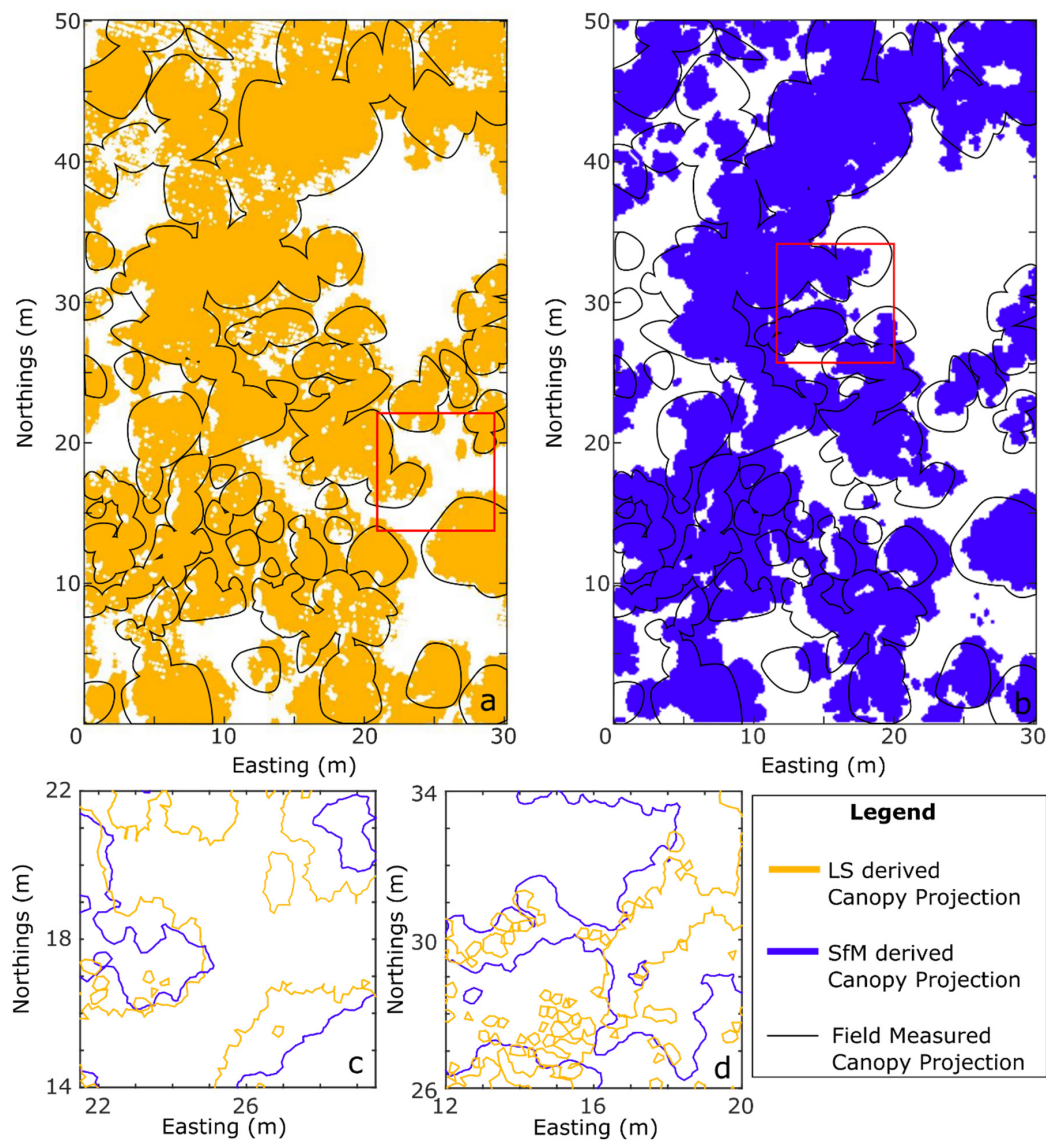 50
40
30
20
10
Northings (m)
0
10
20
30
Easting (m)
a
50
40
30
20
10
Northings (m)
0
10
20
30
Easting (m)
b
22
18
14
Northings (m)
22
26
Easting (m)
c
34
30
26
Northings (m)
12
16
20
Easting (m)
d
Legend
LS derived
Canopy Projection
SfM derived
Canopy Projection
Field Measured
Canopy Projection